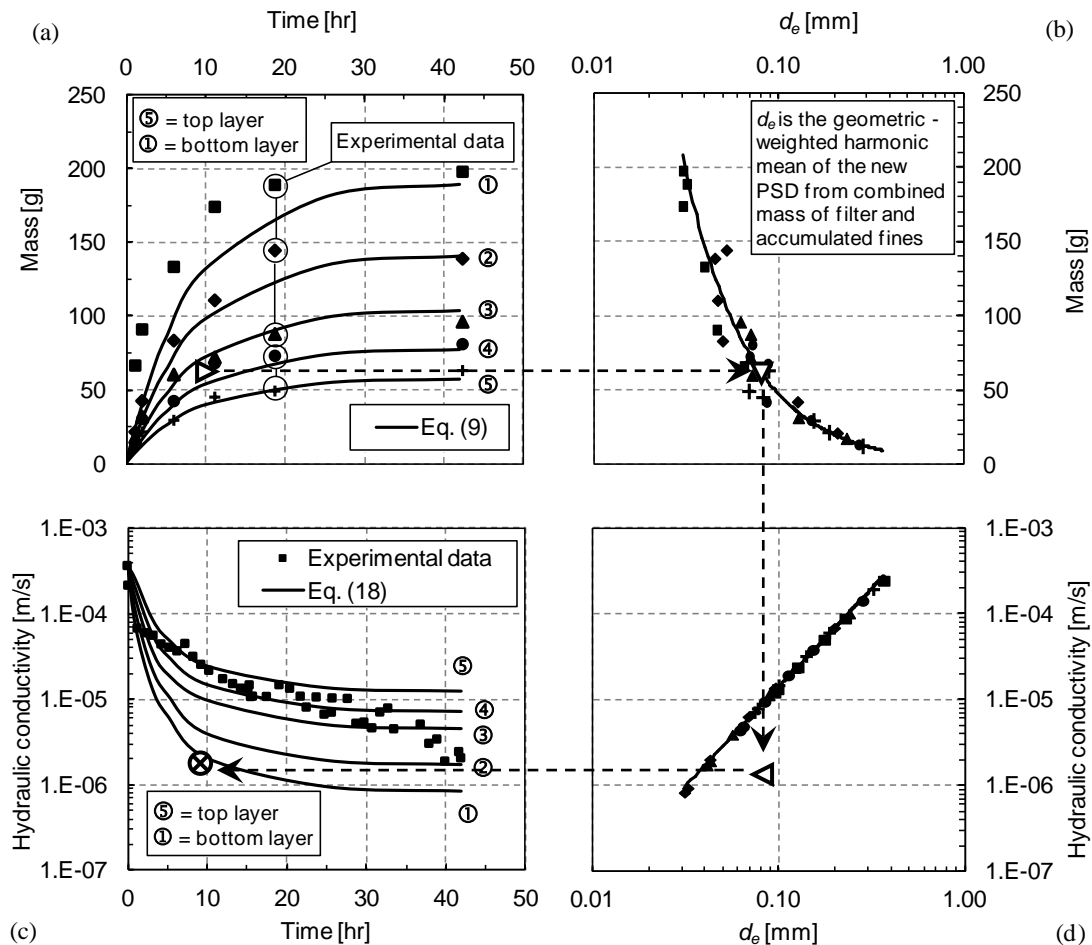 Time [hr]
(a)
0 10 20 30 40 50
250
200
150
100
50
0
Mass [g]
⑤ = top layer
① = bottom layer
Experimental data
①
②
③
④
⑤
Eq. (9)
d_e [mm]
(b)
0.01 0.10 1.00
250
200
150
100
50
0
Mass [g]
d_e is the geometric -
weighted harmonic
mean of the new
PSD from combined
mass of filter and
accumulated fines
1.E-03
1.E-04
1.E-05
1.E-06
1.E-07
Hydraulic conductivity [m/s]
Experimental data
Eq. (18)
⑤
④
③
②
①
⑤ = top layer
① = bottom layer
0 10 20 30 40 50
(c)
Time [hr]
1.E-03
1.E-04
1.E-05
1.E-06
1.E-07
Hydraulic conductivity [m/s]
0.01 0.10 1.00
d_e [mm]
(d)